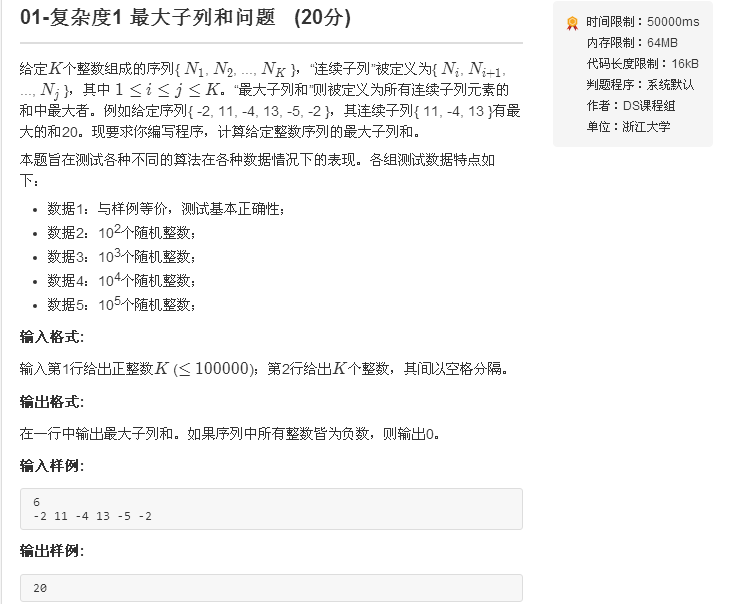 01-复杂度1 最大子列和问题 (20分)
给定K个整数组成的序列{ N1, N2, ..., NK }，“连续子列”被定义为{ Ni, Ni+1,
..., Nj }，其中 1 ≤ i ≤ j ≤ K。“最大子列和”则被定义为所有连续子列元素的
和中最大者。例如给定序列{ -2, 11, -4, 13, -5, -2 }，其连续子列{ 11, -4, 13 }有最
大的和20。现要求你编写程序，计算给定整数序列的最大子列和。
本题旨在测试各种不同的算法在各种数据情况下的表现。各组测试数据特点如
下：
• 数据1：与样例等价，测试基本正确性；
• 数据2：10^2个随机整数；
• 数据3：10^3个随机整数；
• 数据4：10^4个随机整数；
• 数据5：10^5个随机整数；
输入格式:
输入第1行给出正整数K (≤ 100000)；第2行给出K个整数，其间以空格分隔。
输出格式:
在一行中输出最大子列和。如果序列中所有整数皆为负数，则输出0。
输入样例:
6
-2 11 -4 13 -5 -2
输出样例:
20
时间限制：50000ms
内存限制：64MB
代码长度限制：16kB
判题程序：系统默认
作者：DS课程组
单位：浙江大学